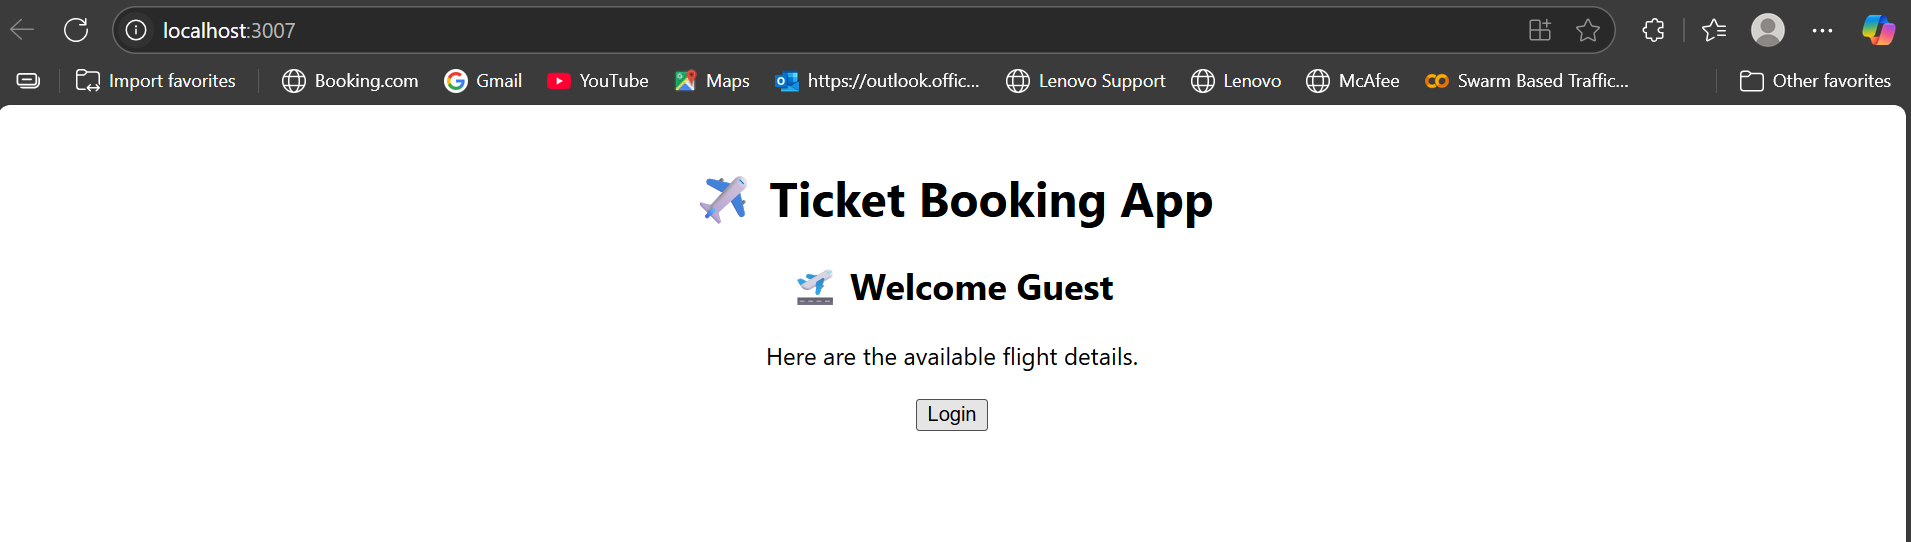 localhost:3007
Import favorites Booking.com Gmail YouTube Maps https://outlook.offic... Lenovo Support Lenovo McAfee Swarm Based Traffic... Other favorites
Ticket Booking App
Welcome Guest
Here are the available flight details.
Login